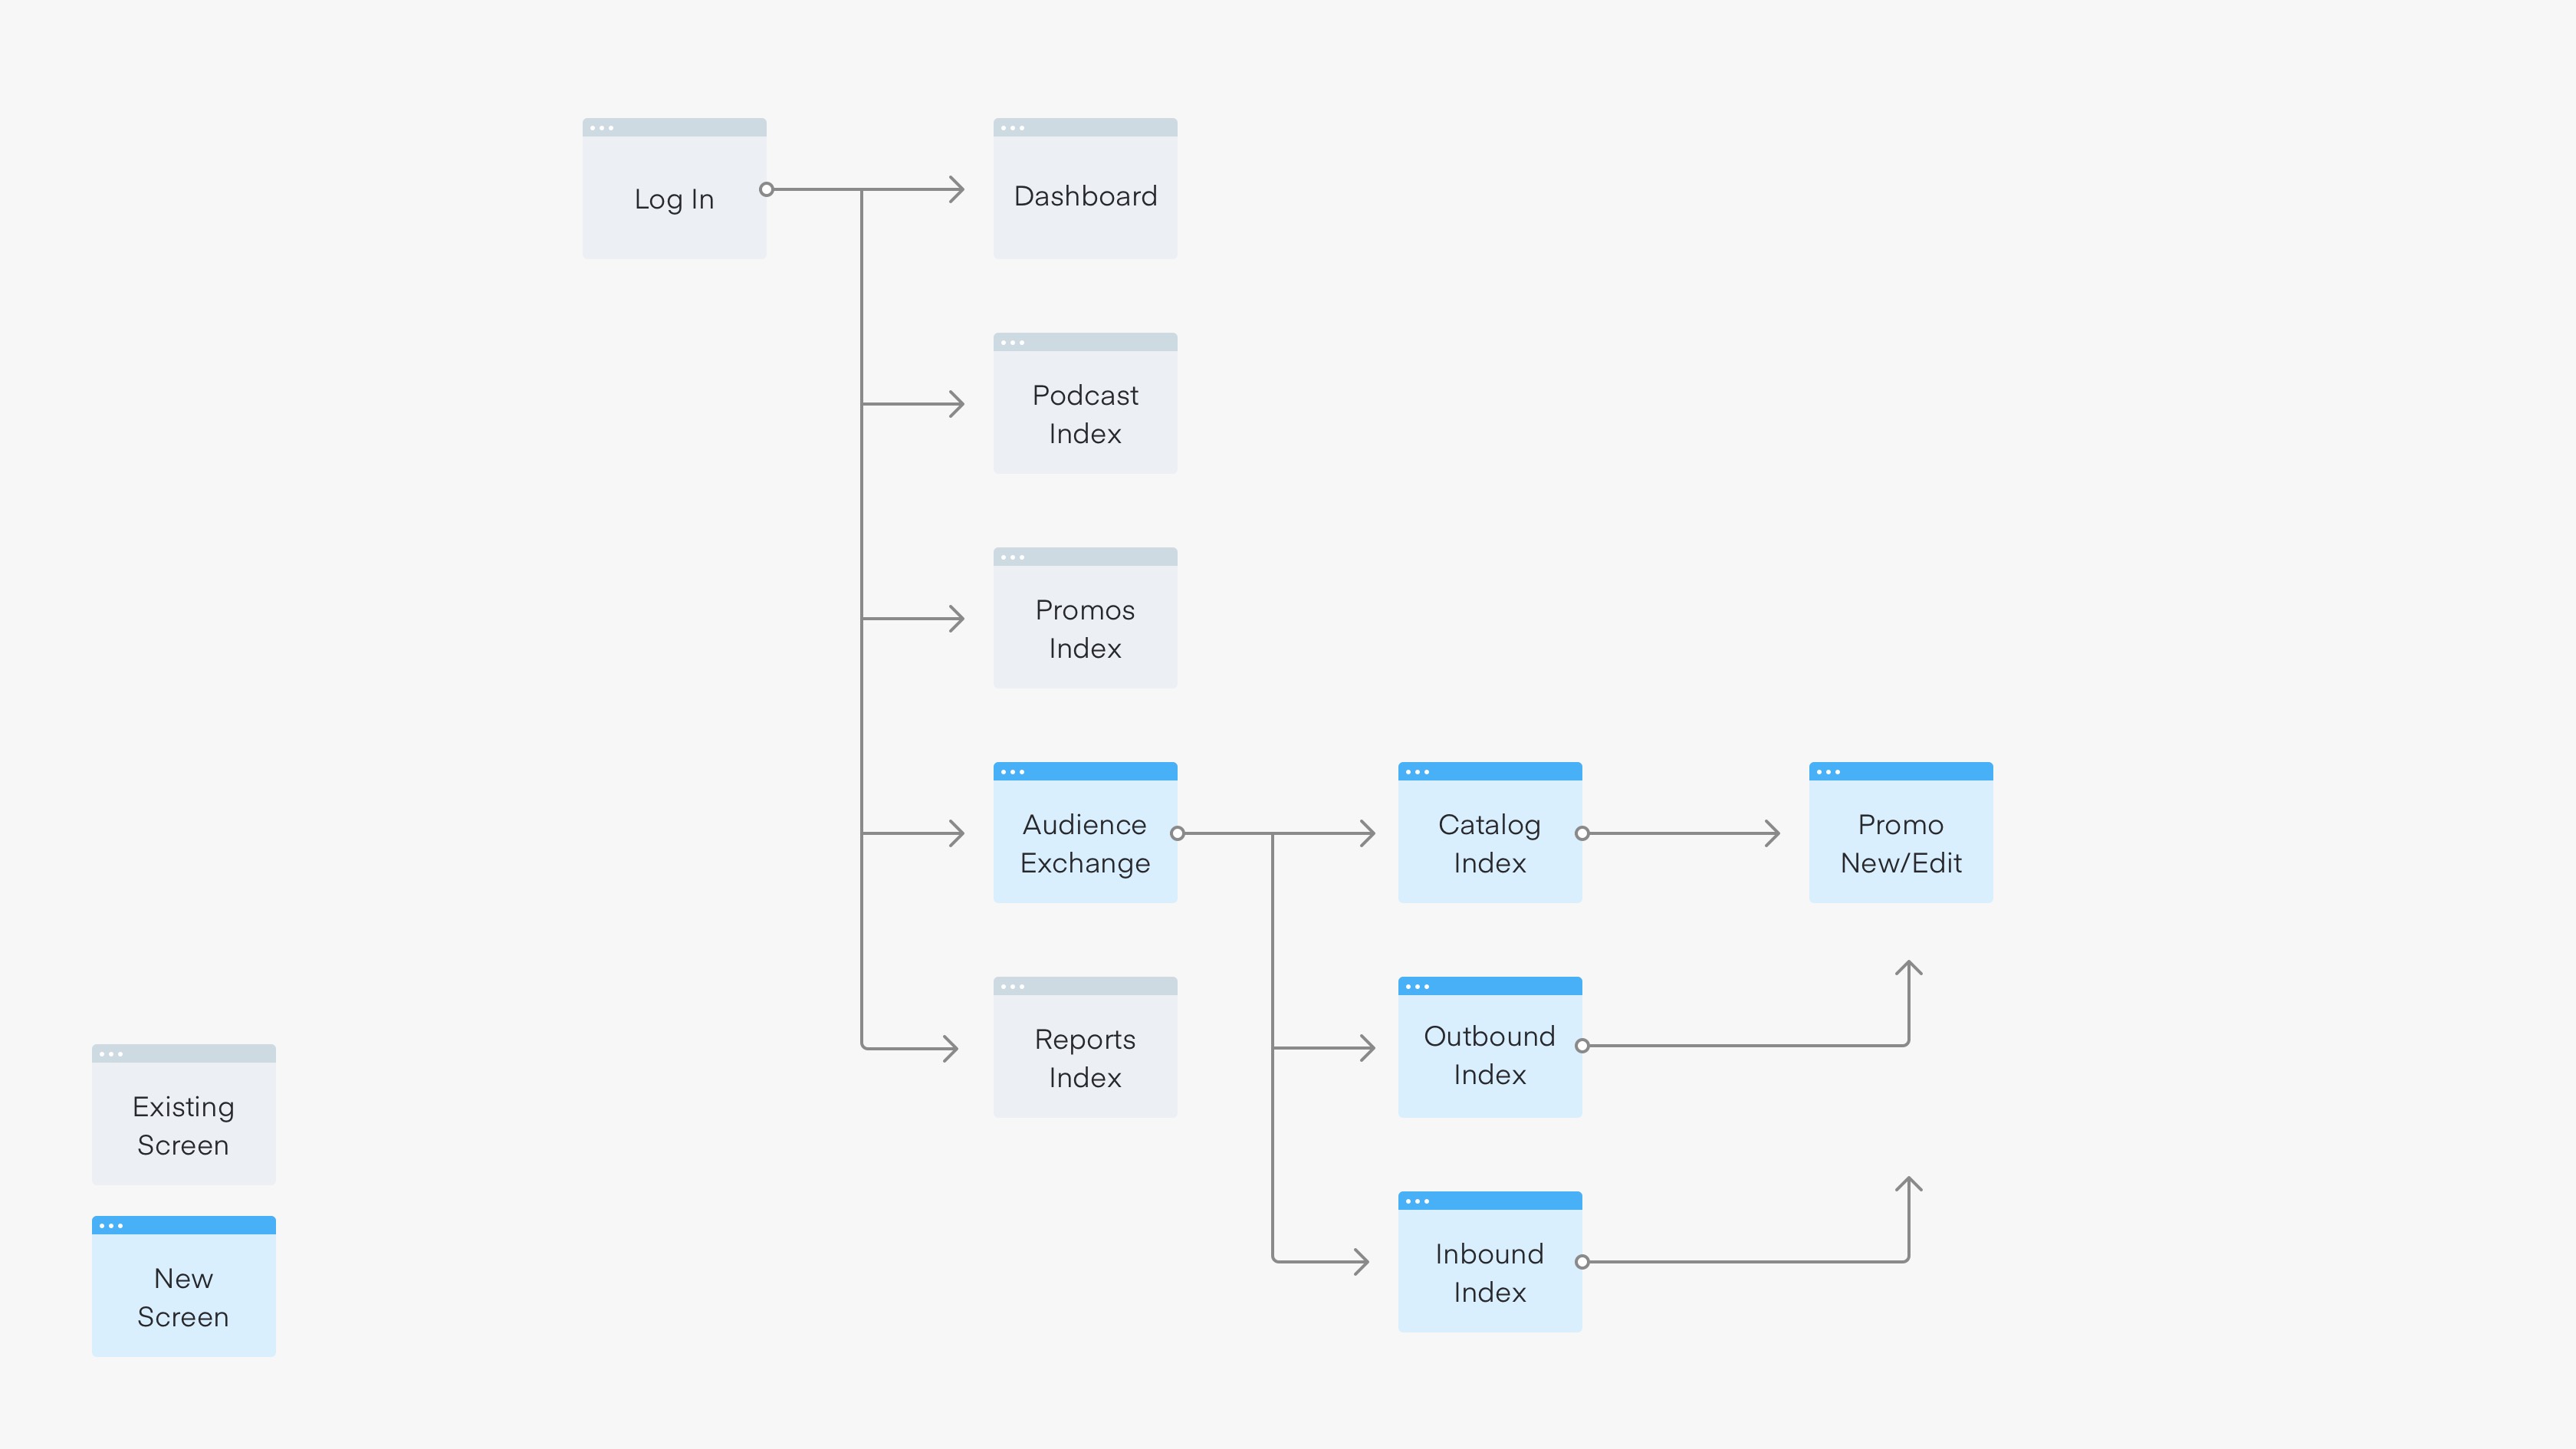 Log In
Dashboard
Podcast
Index
Promos
Index
Audience
Exchange
Catalog
Index
Promo
New/Edit
Reports
Index
Outbound
Index
Inbound
Index
Existing
Screen
New
Screen